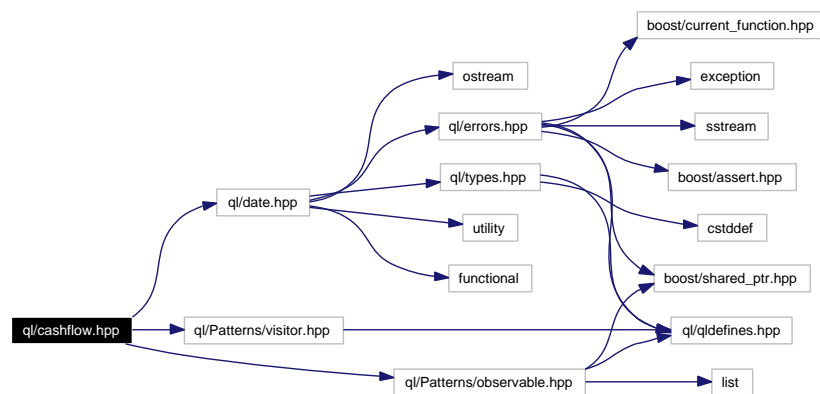 boost/current_function.hpp
ostream
exception
ql/errors.hpp
sstream
ql/types.hpp
boost/assert.hpp
ql/date.hpp
utility
cstddef
functional
boost/shared_ptr.hpp
ql/cashflow.hpp
ql/Patterns/visitor.hpp
ql/qldefines.hpp
ql/Patterns/observable.hpp
list